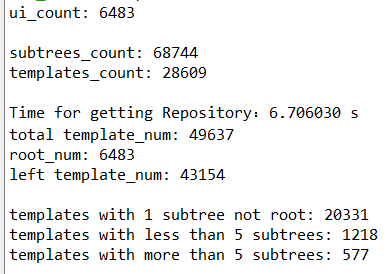 ui_count: 6483
subtrees_count: 68744
templates_count: 28609
Time for getting Repository：6.706030 s
total template_num: 49637
root_num: 6483
left template_num: 43154
templates with 1 subtree not root: 20331
templates with less than 5 subtrees: 1218
templates with more than 5 subtrees: 577